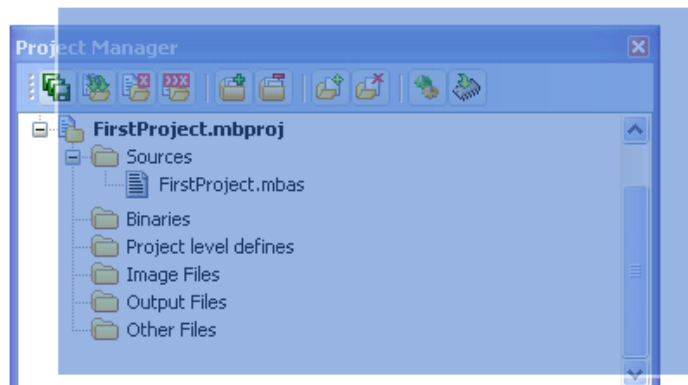 Project Manager
FirstProject.mbproj
Sources
FirstProject.mbas
Binaries
Project level defines
Image Files
Output Files
Other Files